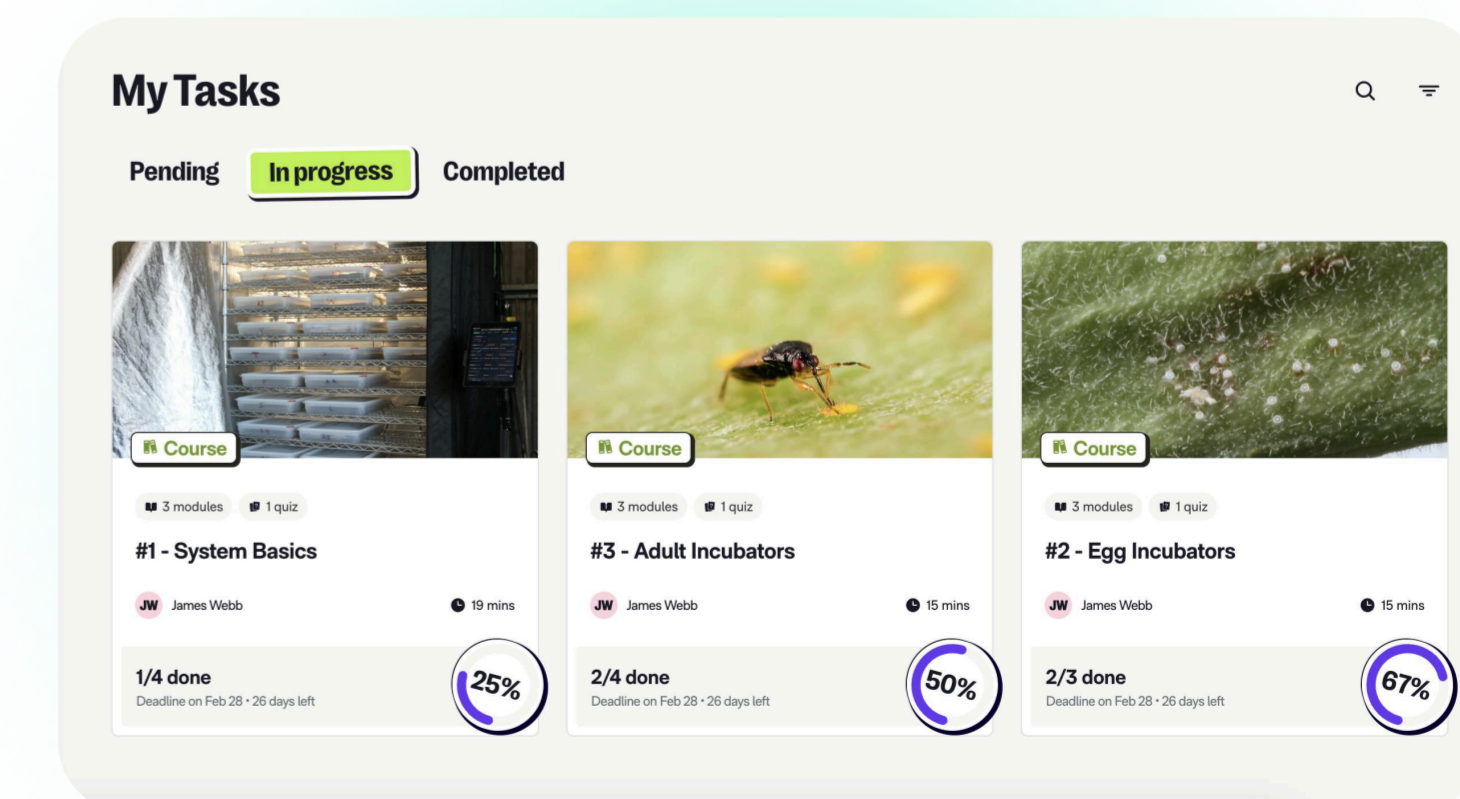 My Tasks
Pending
In progress
Completed
Course
3 modules
1 quiz
#1 - System Basics
JW
James Webb
19 mins
1/4 done
Deadline on Feb 28 • 26 days left
25%
Course
3 modules
1 quiz
#3 - Adult Incubators
JW
James Webb
15 mins
2/4 done
Deadline on Feb 28 • 26 days left
50%
Course
3 modules
1 quiz
#2 - Egg Incubators
JW
James Webb
15 mins
2/3 done
Deadline on Feb 28 • 26 days left
67%